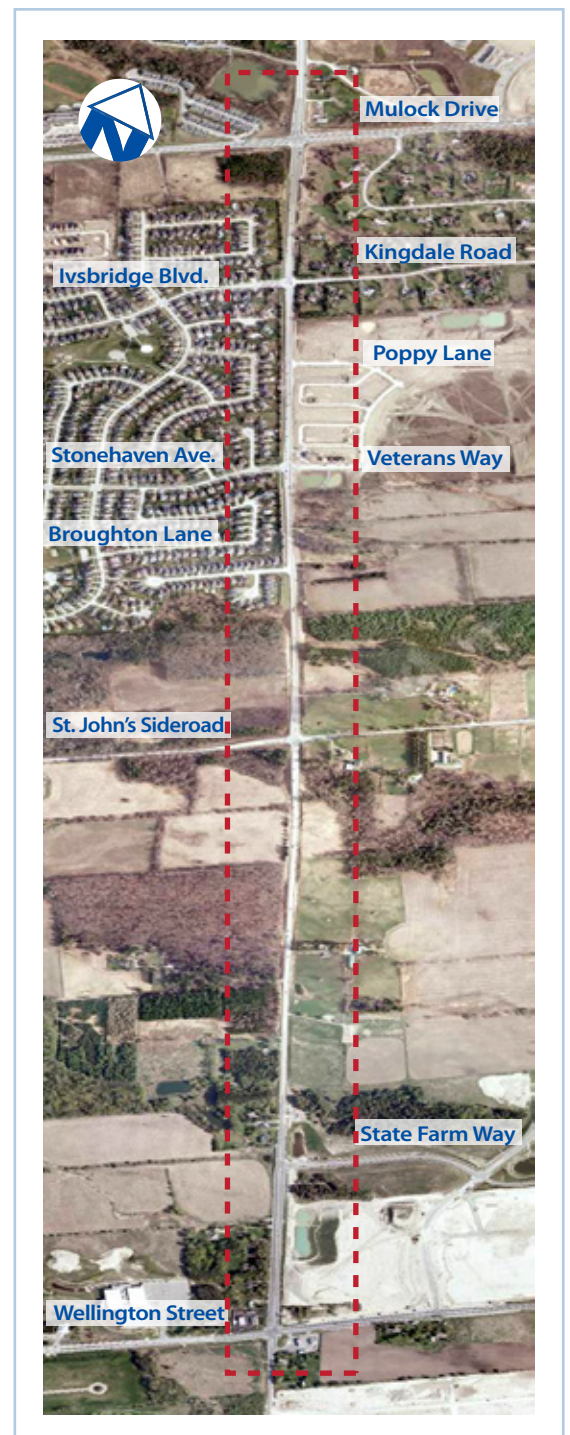 Mulock Drive
Kingdale Road
Ivsbridge Blvd.
Poppy Lane
Stonehaven Ave.
Veterans Way
Broughton Lane
St. John's Sideroad
State Farm Way
Wellington Street